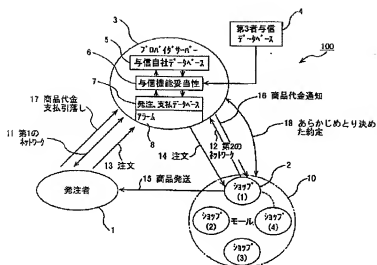 3
第3者与信
データベース
4
100
プロバイダサーバー
5
与信自社データベース
6
与信機能妥当性
7
発注、支払データベース
アラーム
8
17 商品代金
支払引落し
16 商品代金通知
18 あらかじめとり決め
た約定
11 第1の
ネットワーク
13 注文
14 注文
12 第2の
ネットワーク
15 商品発送
2
10
発注者
1
ショップ
(1)
ショップ
(2)
モール
ショップ
(4)
ショップ
(3)